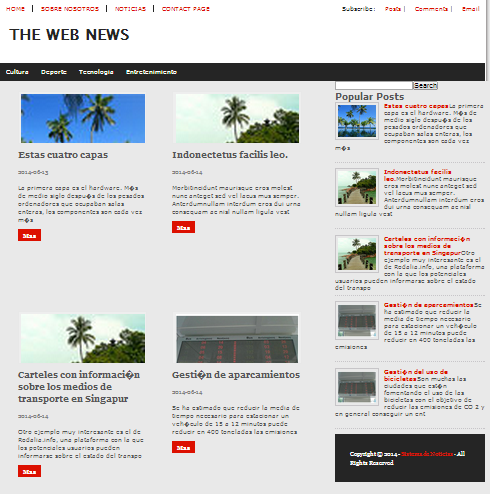 HOME | SOBRE NOSOTROS | NOTICIAS | CONTACT PAGE
Subscribe: Posts | Comments | Email
THE WEB NEWS
Cultura Deporte Tecnologia Entretenimiento
Search
Estas cuatro capas
2014-06-13
La primera capa es el hardware. M�s
de medio siglo despu�s de los pesados
ordenadores que ocupaban salas
enteras, los componentes son cada vez
m�s
Mas
Indonectetus facilis leo.
2014-06-14
Morbitincidunt maurisque eros molest
nunc anteget sed vel lacus mus semper.
Anterdumnullam interdum eros dui urna
consequam ac nisl nullam ligula vest
Mas
Carteles con informaci�n
sobre los medios de
transporte en Singapur
2014-06-14
Otro ejemplo muy interesante es el de
Rodalia.info, una plataforma con la que
los potenciales usuarios pueden
informarse sobre el estado del transpo
Mas
Gesti�n de aparcamientos
2014-06-14
Se ha estimado que reducir la media de
tiempo necesario para estacionar un
veh�culo de 15 a 12 minutos puede
reducir en 400 toneladas las emisiones
Mas
Popular Posts
Estas cuatro capasLa primera
capa es el hardware. M�s de
medio siglo despu�s de los
pesados ordenadores que
ocupaban salas enteras, los
componentes son cada vez
m�s
Indonectetus facilis
leo.Morbitincidunt maurisque
eros molest nunc anteget sed
vel lacus mus semper.
Anterdumnullam interdum eros
dui urna consequam ac nisl
nullam ligula vest
Carteles con informaci�n
sobre los medios de
transporte en SingapurOtro
ejemplo muy interesante es el
de Rodalia.info, una plataforma
con la que los potenciales
usuarios pueden informarse sobre el estado
del transpo
Gesti�n de aparcamientosSe
ha estimado que reducir la
media de tiempo necesario
para estacionar un veh�culo
de 15 a 12 minutos puede
reducir en 400 toneladas las
emisiones
Gesti�n del uso de
bicicletasSon muchas las
ciudades que est�n
fomentando el uso de las
bicicletas con el objetivo de
reducir las emisiones de CO 2 y
en general conseguir un ent
Copyright © 2014 - Sistema de Noticias - All
Rights Reserved